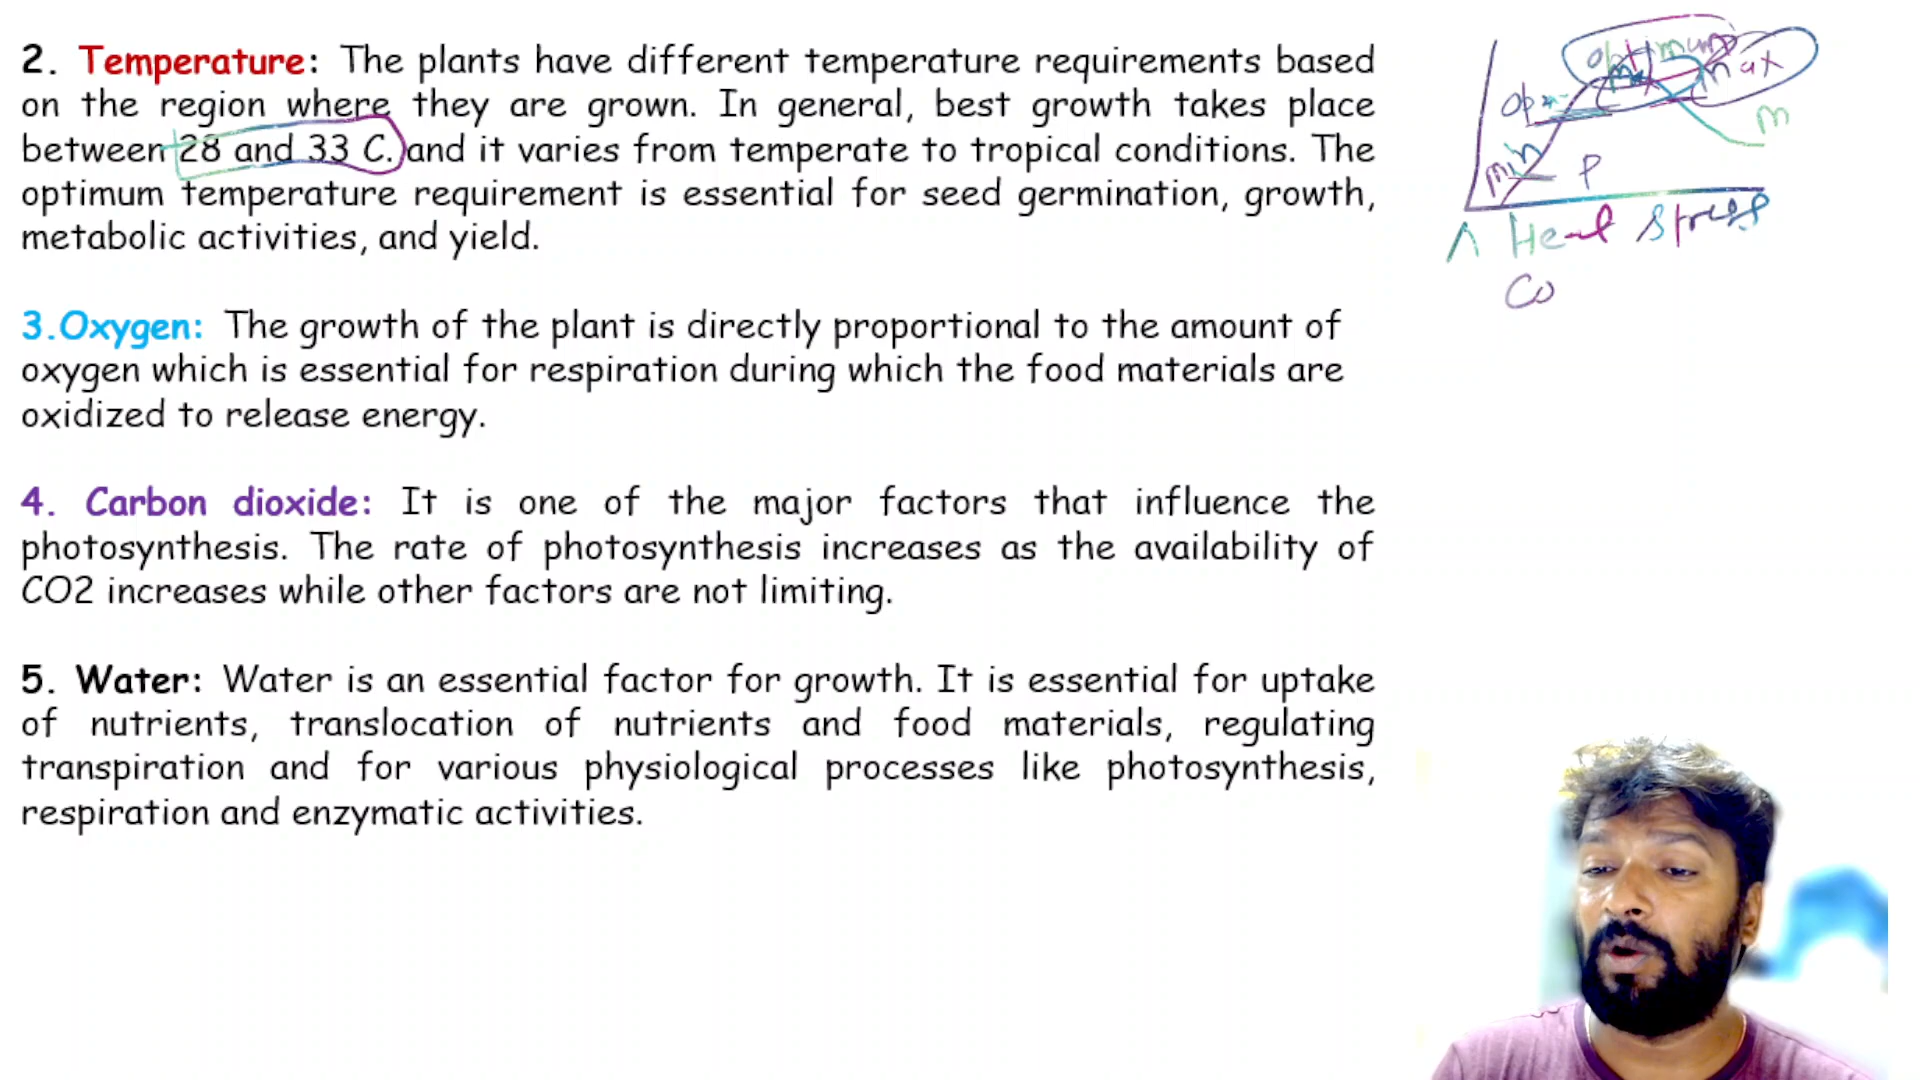 2. Temperature: The plants have different temperature requirements based
on the region where they are grown. In general, best growth takes place
between 28 and 33 C. and it varies from temperate to tropical conditions. The
optimum temperature requirement is essential for seed germination, growth,
metabolic activities, and yield.
3.Oxygen: The growth of the plant is directly proportional to the amount of
oxygen which is essential for respiration during which the food materials are
oxidized to release energy.
4. Carbon dioxide: It is one of the major factors that influence the
photosynthesis. The rate of photosynthesis increases as the availability of
CO2 increases while other factors are not limiting.
5. Water: Water is an essential factor for growth. It is essential for uptake
of nutrients, translocation of nutrients and food materials, regulating
transpiration and for various physiological processes like photosynthesis,
respiration and enzymatic activities.
optimum
max
m
min
P
Heat Stress
Co